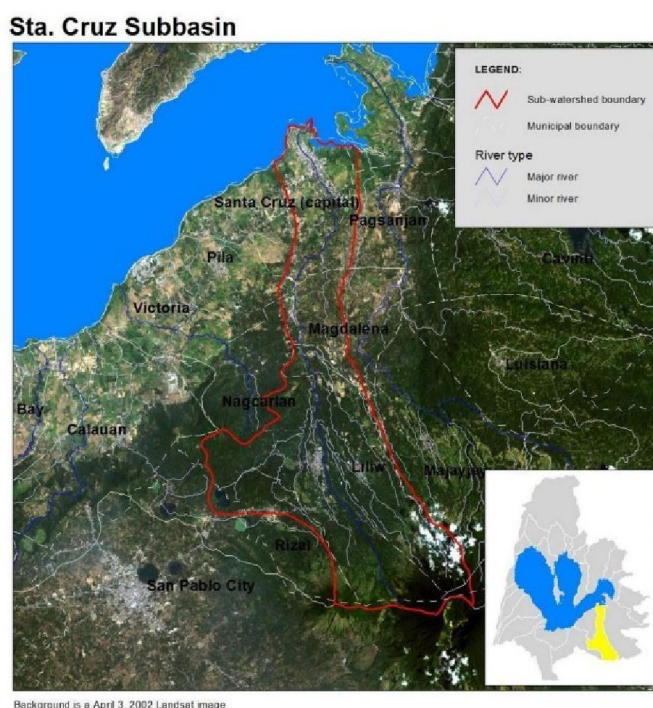 Sta. Cruz Subbasin
LEGEND:
Sub-watershed boundary
Municipal boundary
River type
Major river
Minor river
Santa Cruz (capital)
Pagsanjan
Pila
Cavinti
Victoria
Magdalena
Luisiana
Nagcarlan
Bay
Calauan
Liliw
Majayjay
Rizal
San Pablo City
Background is a April 3, 2002 Landsat image